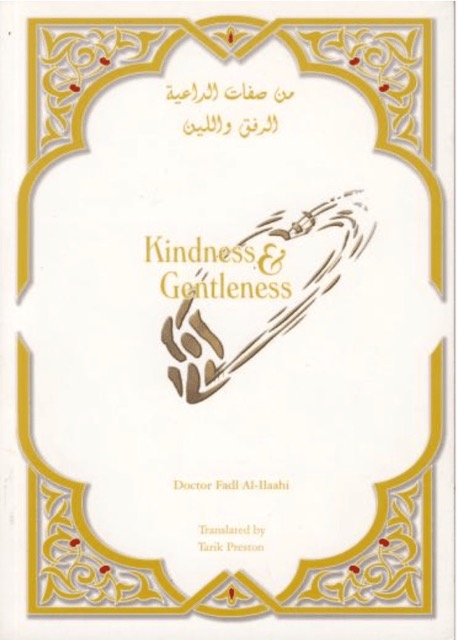 من صفات الداعية
الرفق واللين
Kindness &
Gentleness
Doctor Fadl Al-Ilaahi
Translated by
Tarik Preston